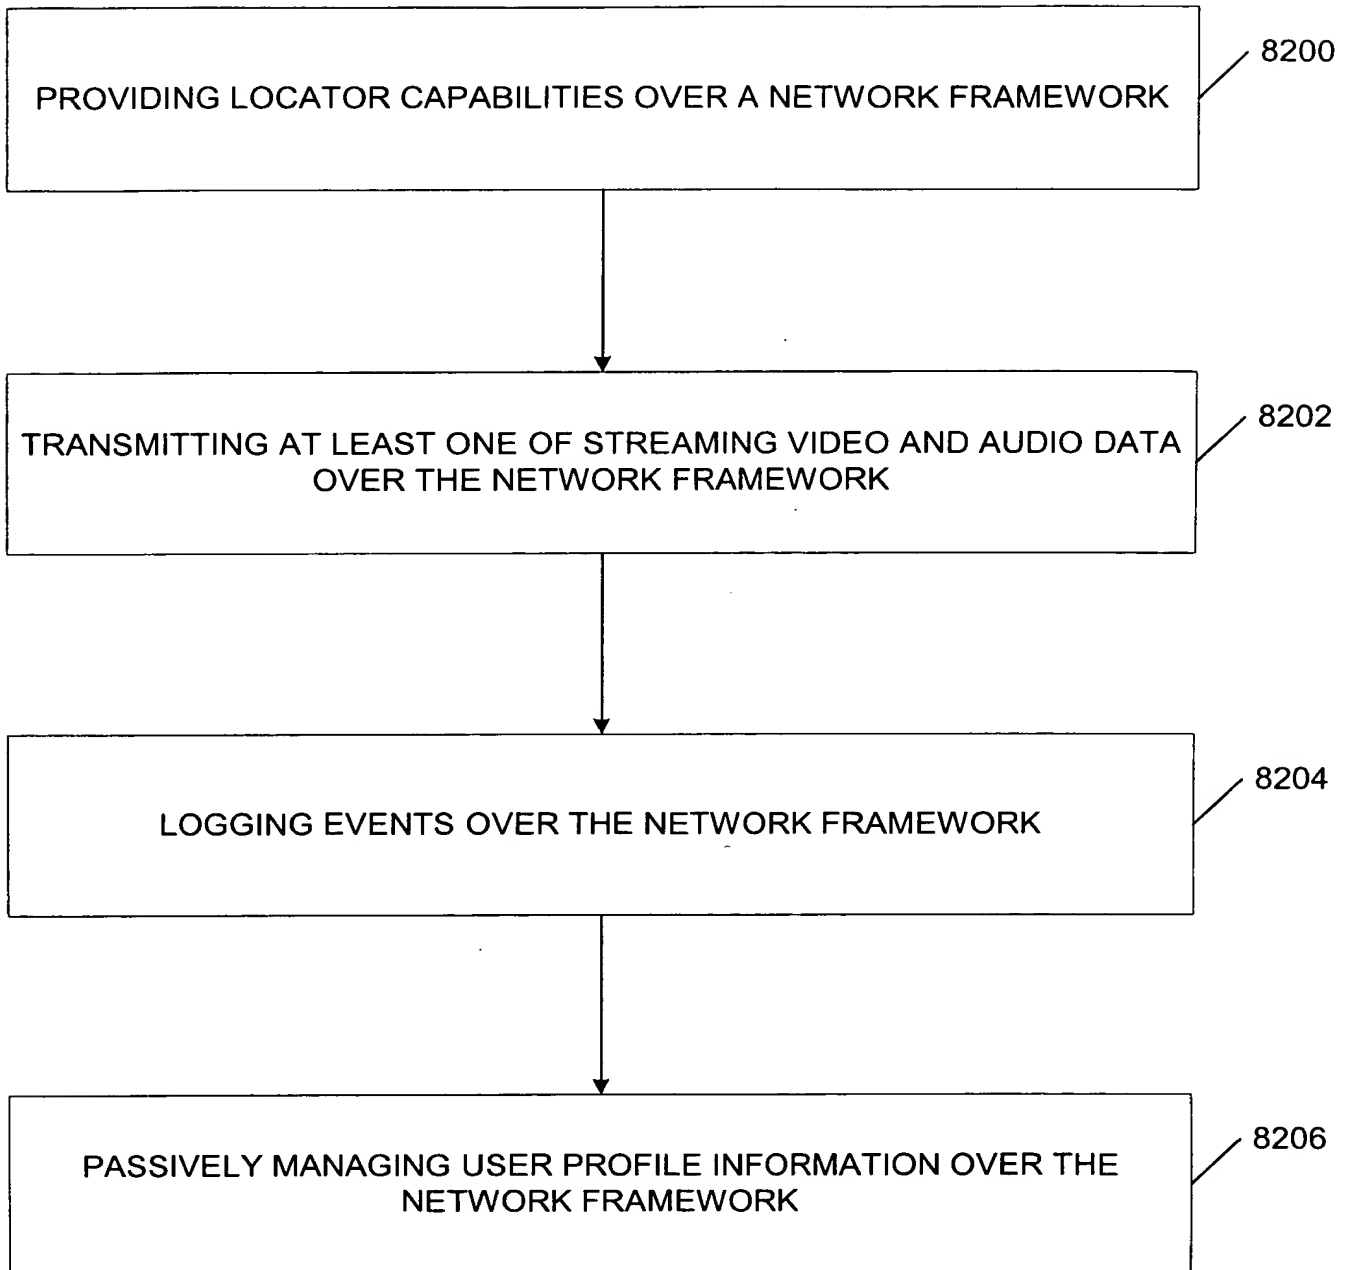 8200
PROVIDING LOCATOR CAPABILITIES OVER A NETWORK FRAMEWORK
8202
TRANSMITTING AT LEAST ONE OF STREAMING VIDEO AND AUDIO DATA
OVER THE NETWORK FRAMEWORK
8204
LOGGING EVENTS OVER THE NETWORK FRAMEWORK
8206
PASSIVELY MANAGING USER PROFILE INFORMATION OVER THE
NETWORK FRAMEWORK